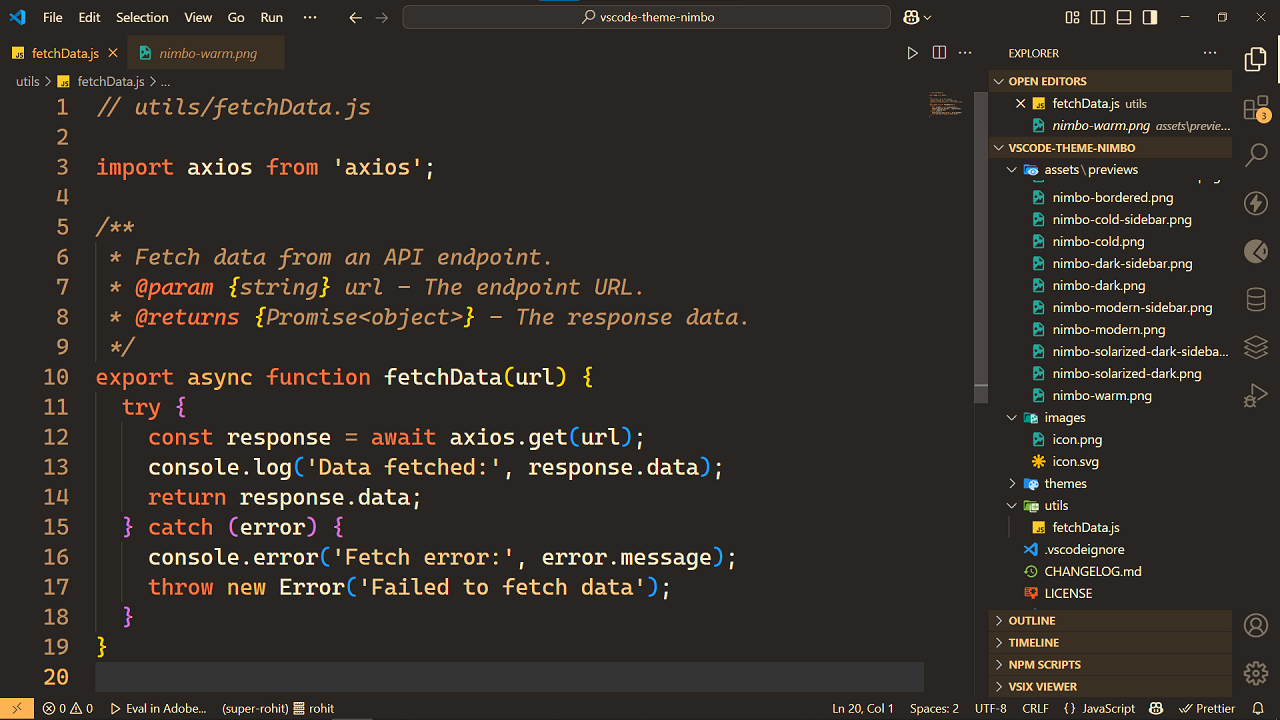 File Edit Selection View Go Run ··· vscode-theme-nimbo
fetchData.js nimbo-warm.png
utils > fetchData.js > ...
1 // utils/fetchData.js
2
3 import axios from 'axios';
4
5 /**
6 * Fetch data from an API endpoint.
7 * @param {string} url - The endpoint URL.
8 * @returns {Promise<object>} - The response data.
9 */
10 export async function fetchData(url) {
11 try {
12 const response = await axios.get(url);
13 console.log('Data fetched:', response.data);
14 return response.data;
15 } catch (error) {
16 console.error('Fetch error:', error.message);
17 throw new Error('Failed to fetch data');
18 }
19 }
20
EXPLORER
OPEN EDITORS
fetchData.js utils
nimbo-warm.png assets\previe...
VSCODE-THEME-NIMBO
assets\previews
nimbo-bordered.png
nimbo-cold-sidebar.png
nimbo-cold.png
nimbo-dark-sidebar.png
nimbo-dark.png
nimbo-modern-sidebar.png
nimbo-modern.png
nimbo-solarized-dark-sideba...
nimbo-solarized-dark.png
nimbo-warm.png
images
icon.png
icon.svg
themes
utils
fetchData.js
.vscodeignore
CHANGELOG.md
LICENSE
OUTLINE
TIMELINE
NPM SCRIPTS
VSIX VIEWER
3
0 0 Eval in Adobe... (super-rohit) rohit Ln 20, Col 1 Spaces: 2 UTF-8 CRLF {} JavaScript Prettier